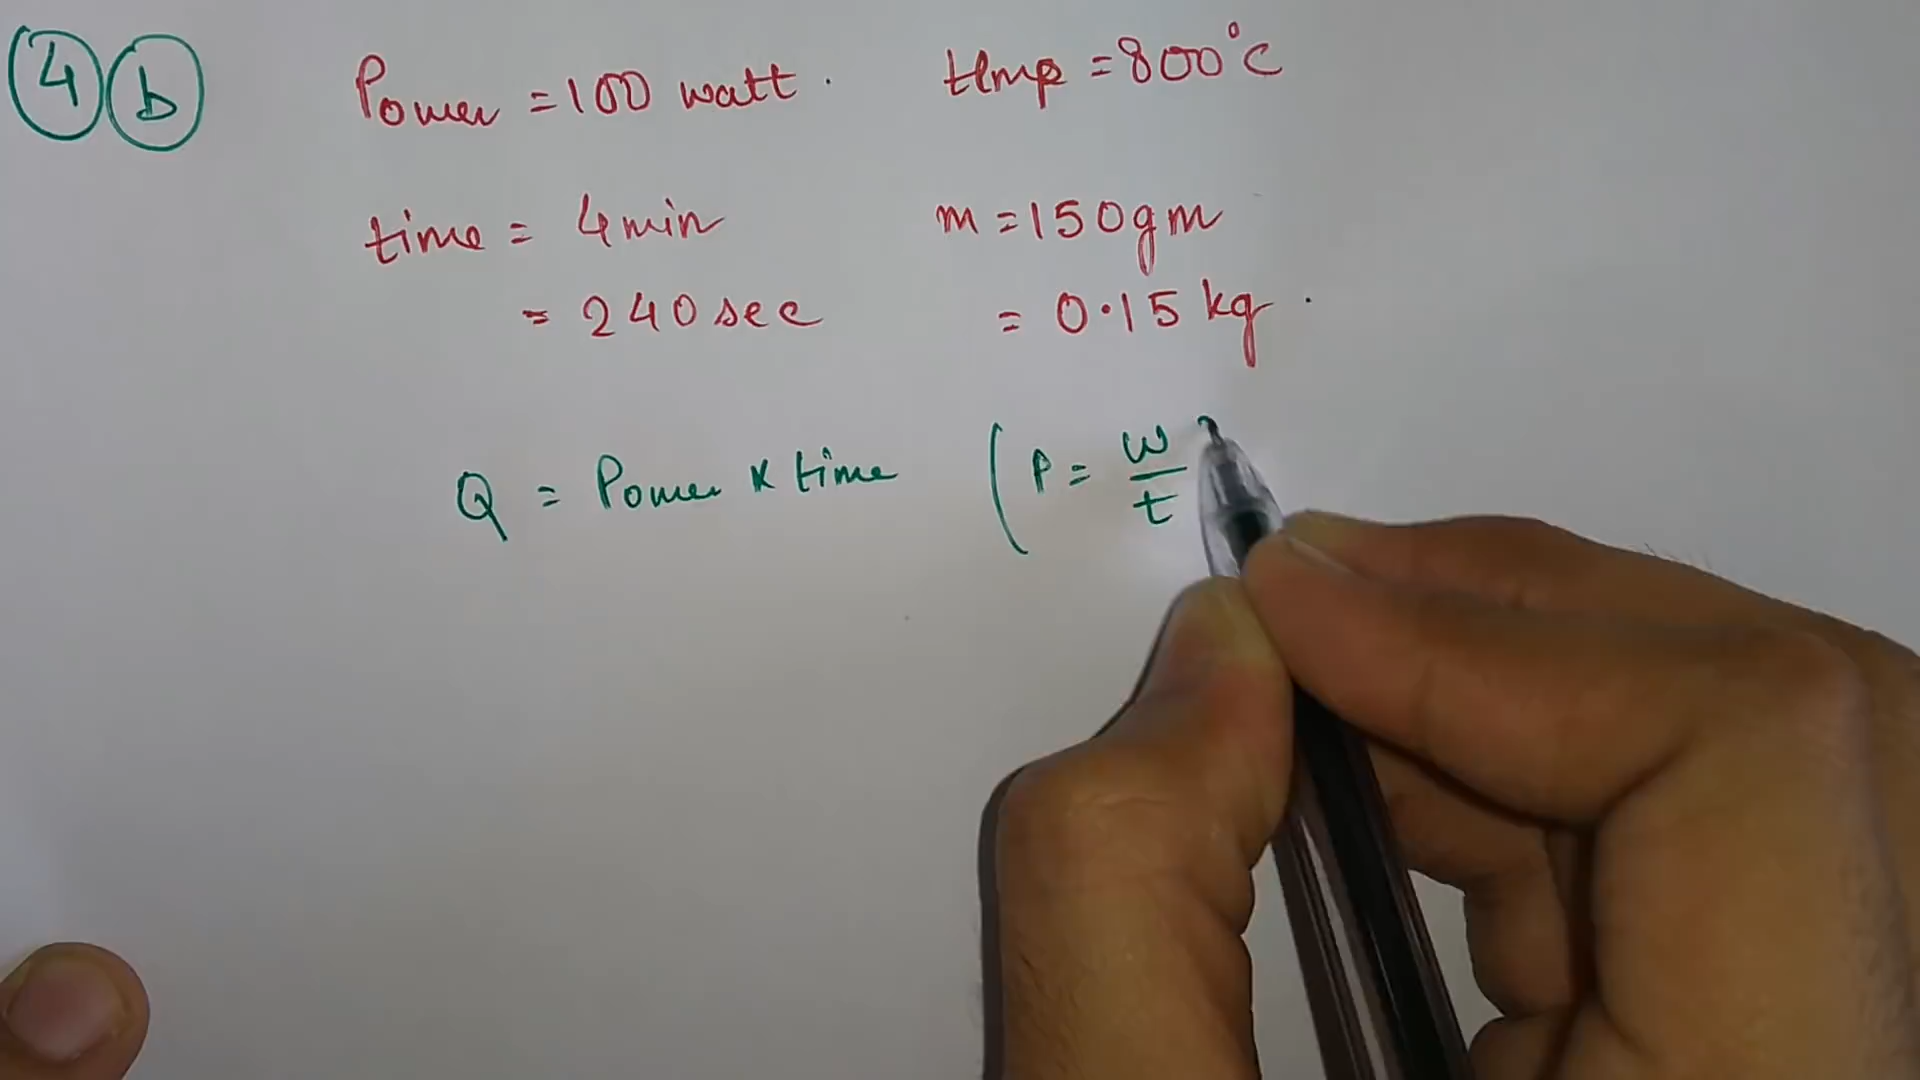 4 b Power = 100 watt. temp = 800°C
time = 4 min m = 150 gm
= 240 sec = 0.15 kg.
Q = Power x time ( P = W/t